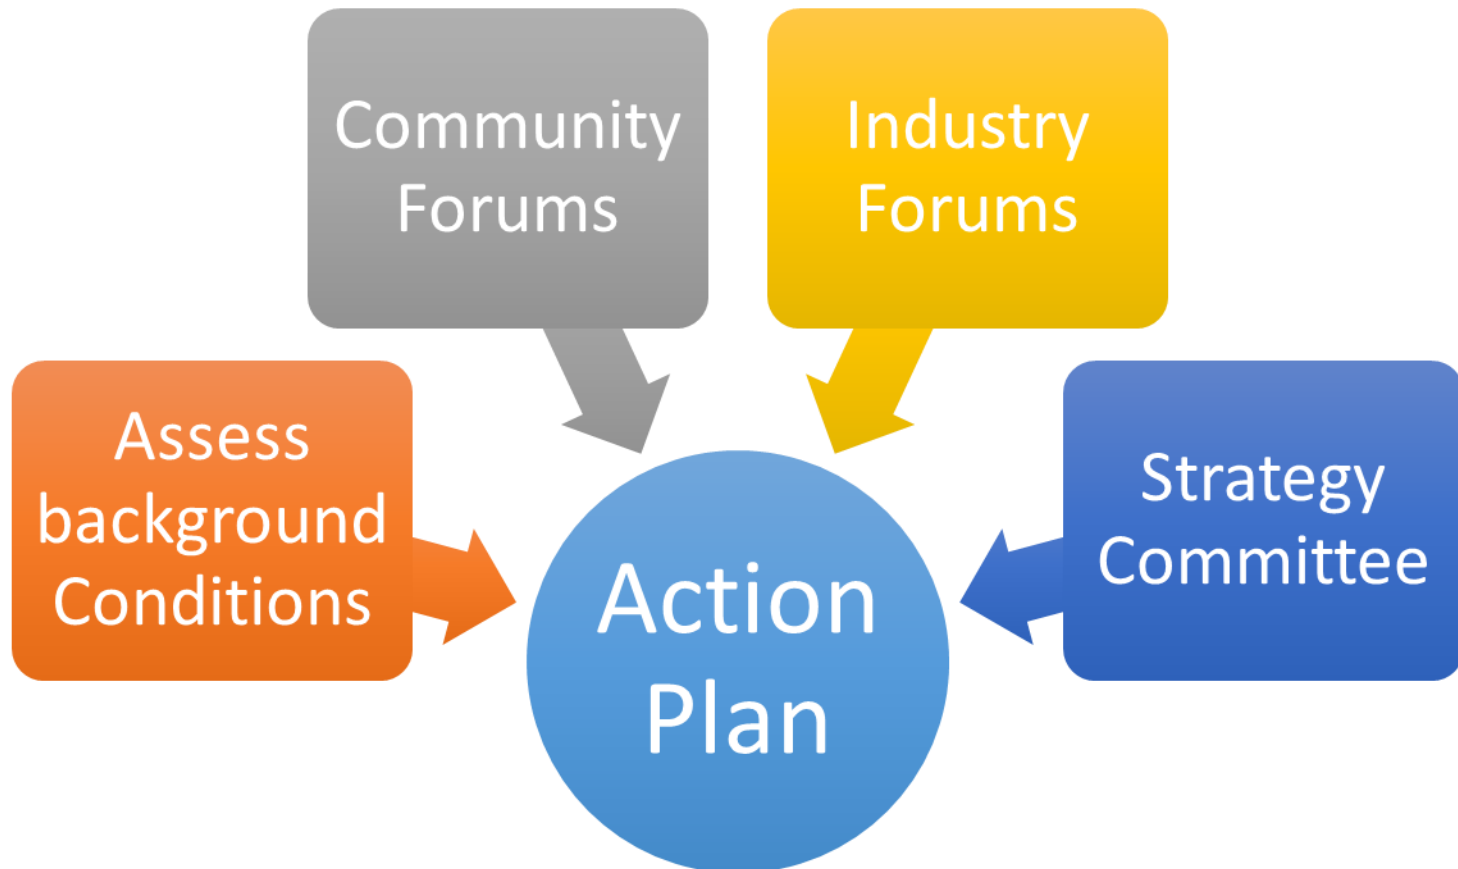 Community
Forums
Industry
Forums
Assess
background
Conditions
Strategy
Committee
Action
Plan